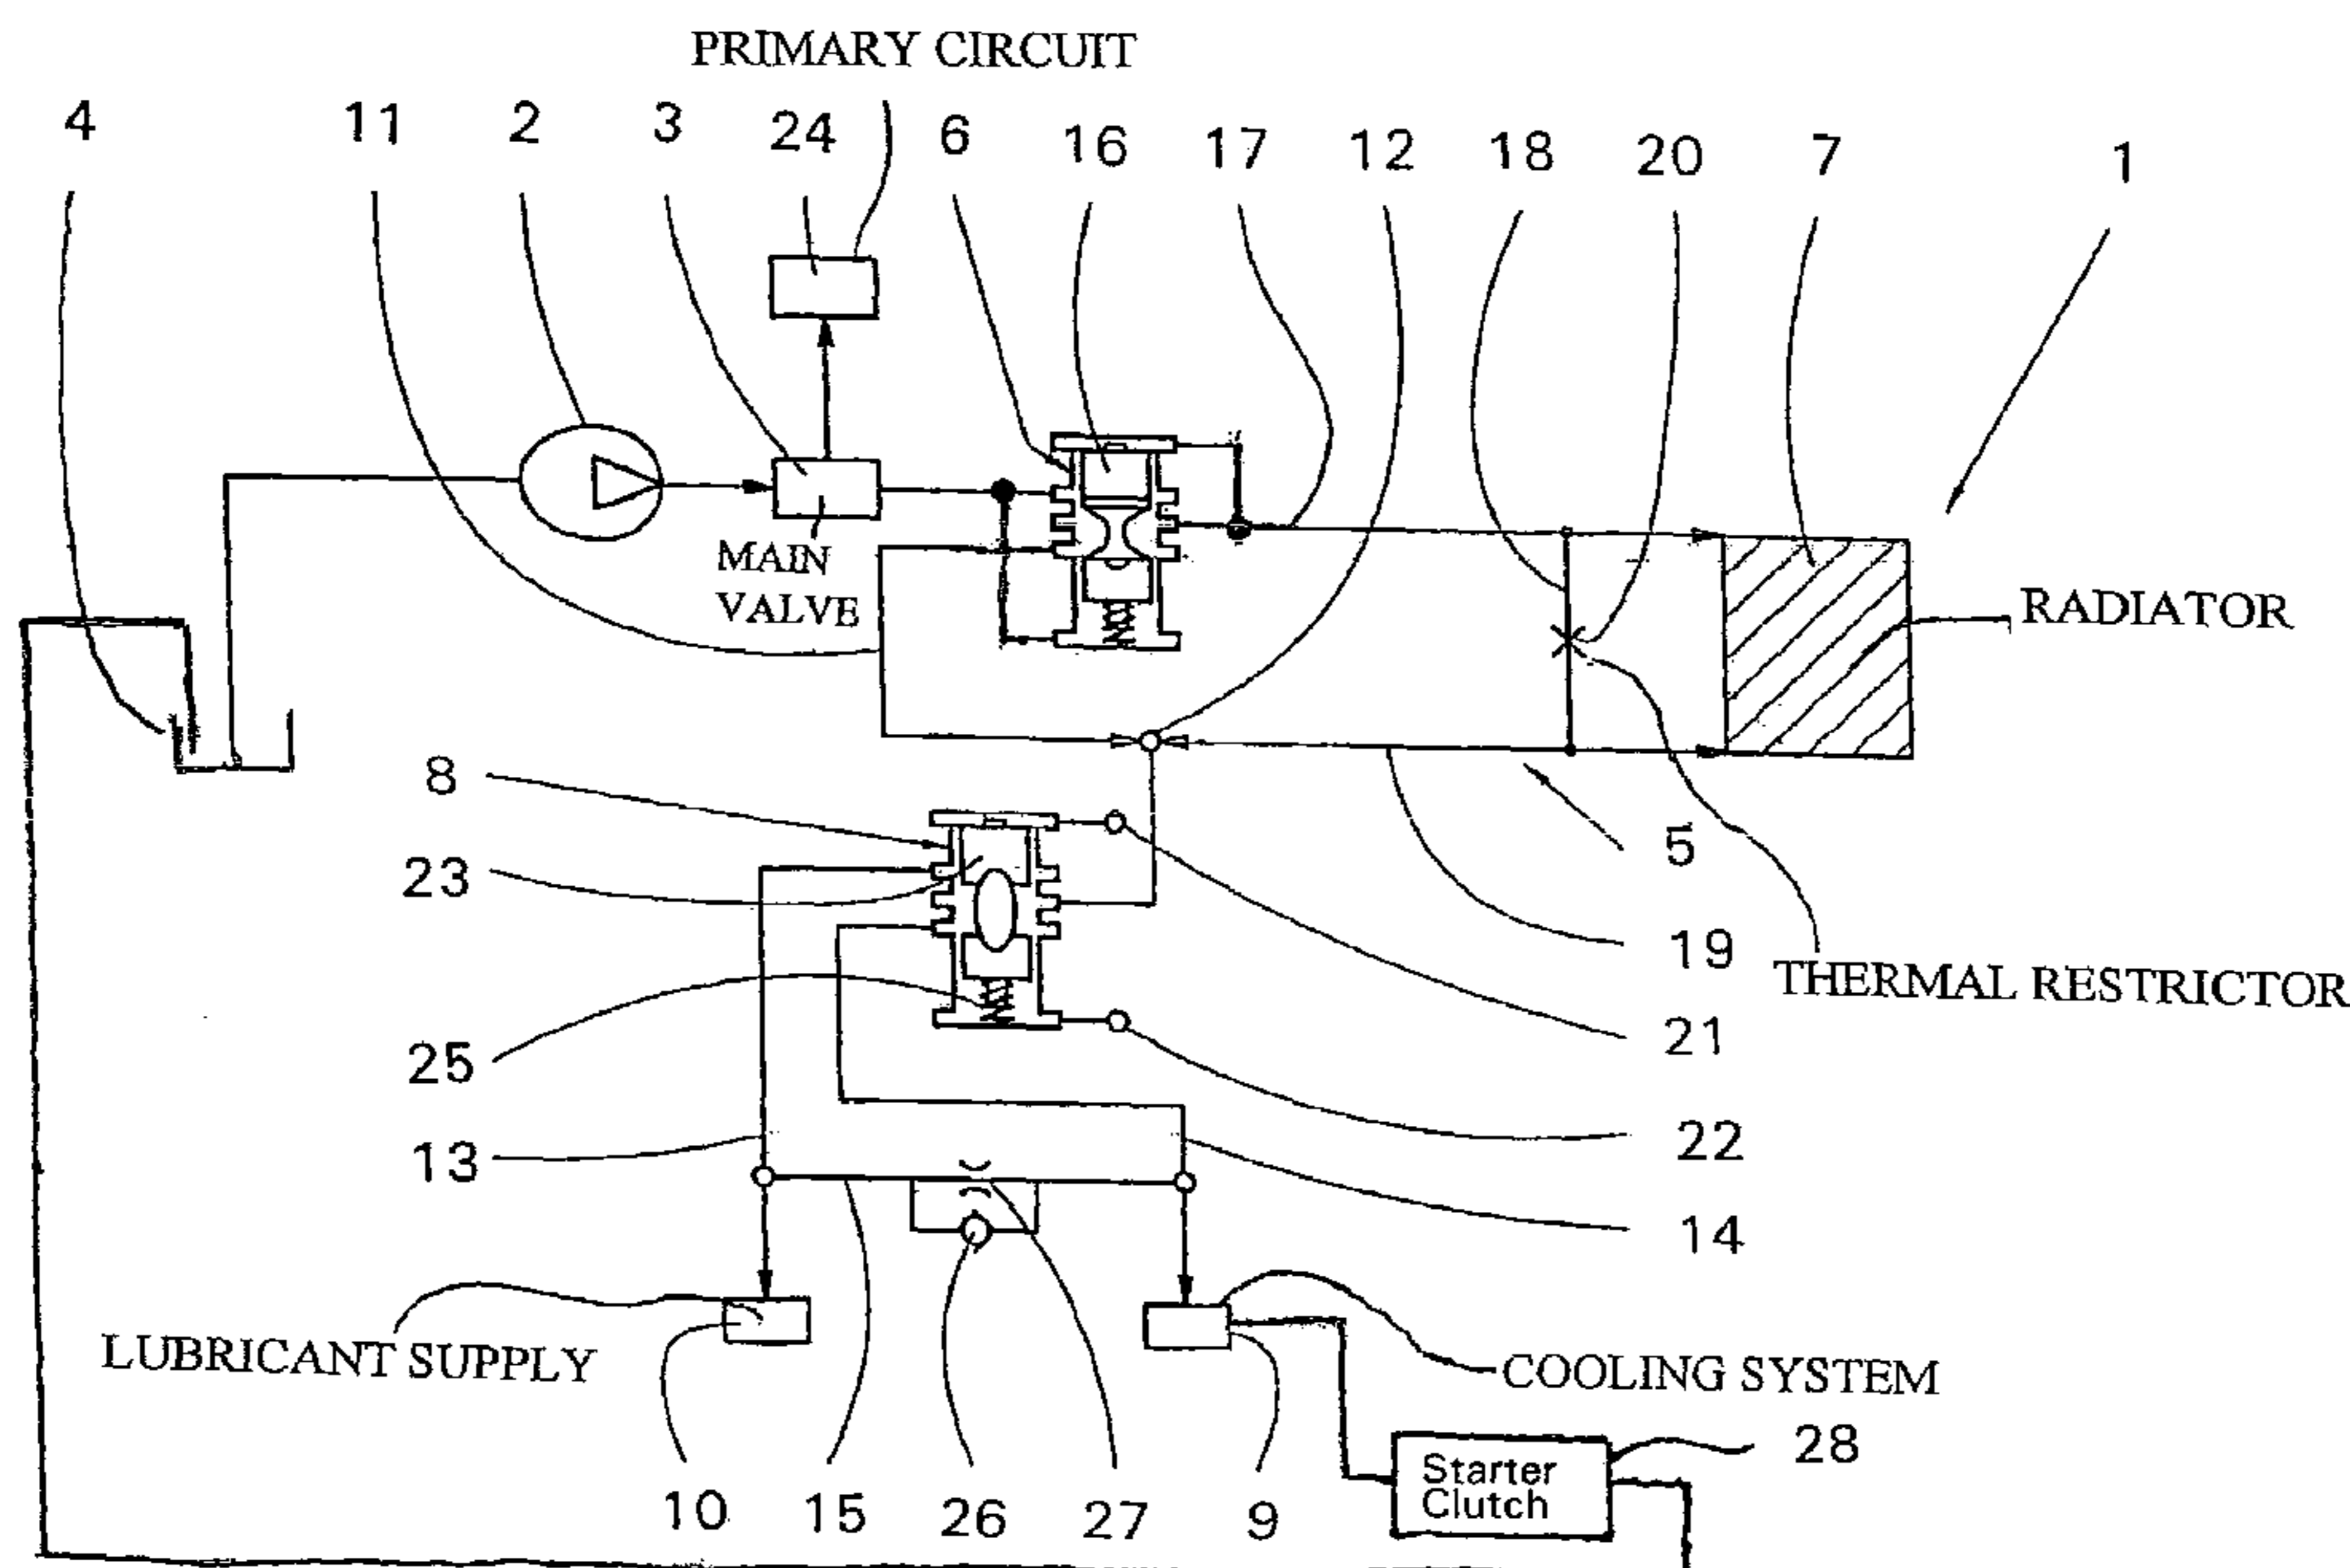 PRIMARY CIRCUIT
4 11 2 3 24 6 16 17 12 18 20 7 1
MAIN
VALVE
RADIATOR
8
5
23
19
THERMAL RESTRICTOR
21
25
22
13
14
LUBRICANT SUPPLY
COOLING SYSTEM
28
Starter
Clutch
10 15 26 27 9